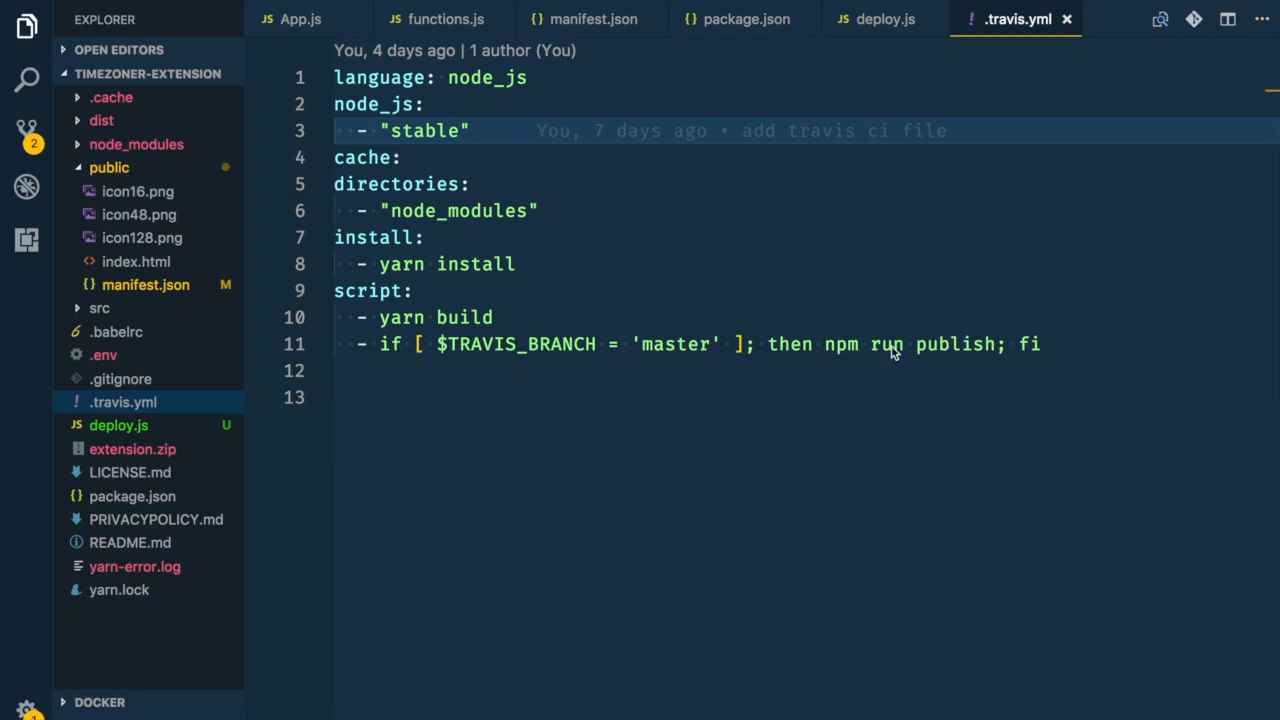 EXPLORER
OPEN EDITORS
TIMEZONER-EXTENSION
.cache
dist
node_modules
public
icon16.png
icon48.png
icon128.png
<> index.html
{} manifest.json M
src
.babelrc
.env
.gitignore
! .travis.yml
JS deploy.js U
extension.zip
LICENSE.md
{} package.json
PRIVACYPOLICY.md
README.md
yarn-error.log
yarn.lock
DOCKER
2
1
JS App.js
JS functions.js
{} manifest.json
{} package.json
JS deploy.js
! .travis.yml ×
You, 4 days ago | 1 author (You)
1 language: node_js
2 node_js:
3 - "stable" You, 7 days ago • add travis ci file
4 cache:
5 directories:
6 - "node_modules"
7 install:
8 - yarn install
9 script:
10 - yarn build
11 - if [ $TRAVIS_BRANCH = 'master' ]; then npm run publish; fi
12
13